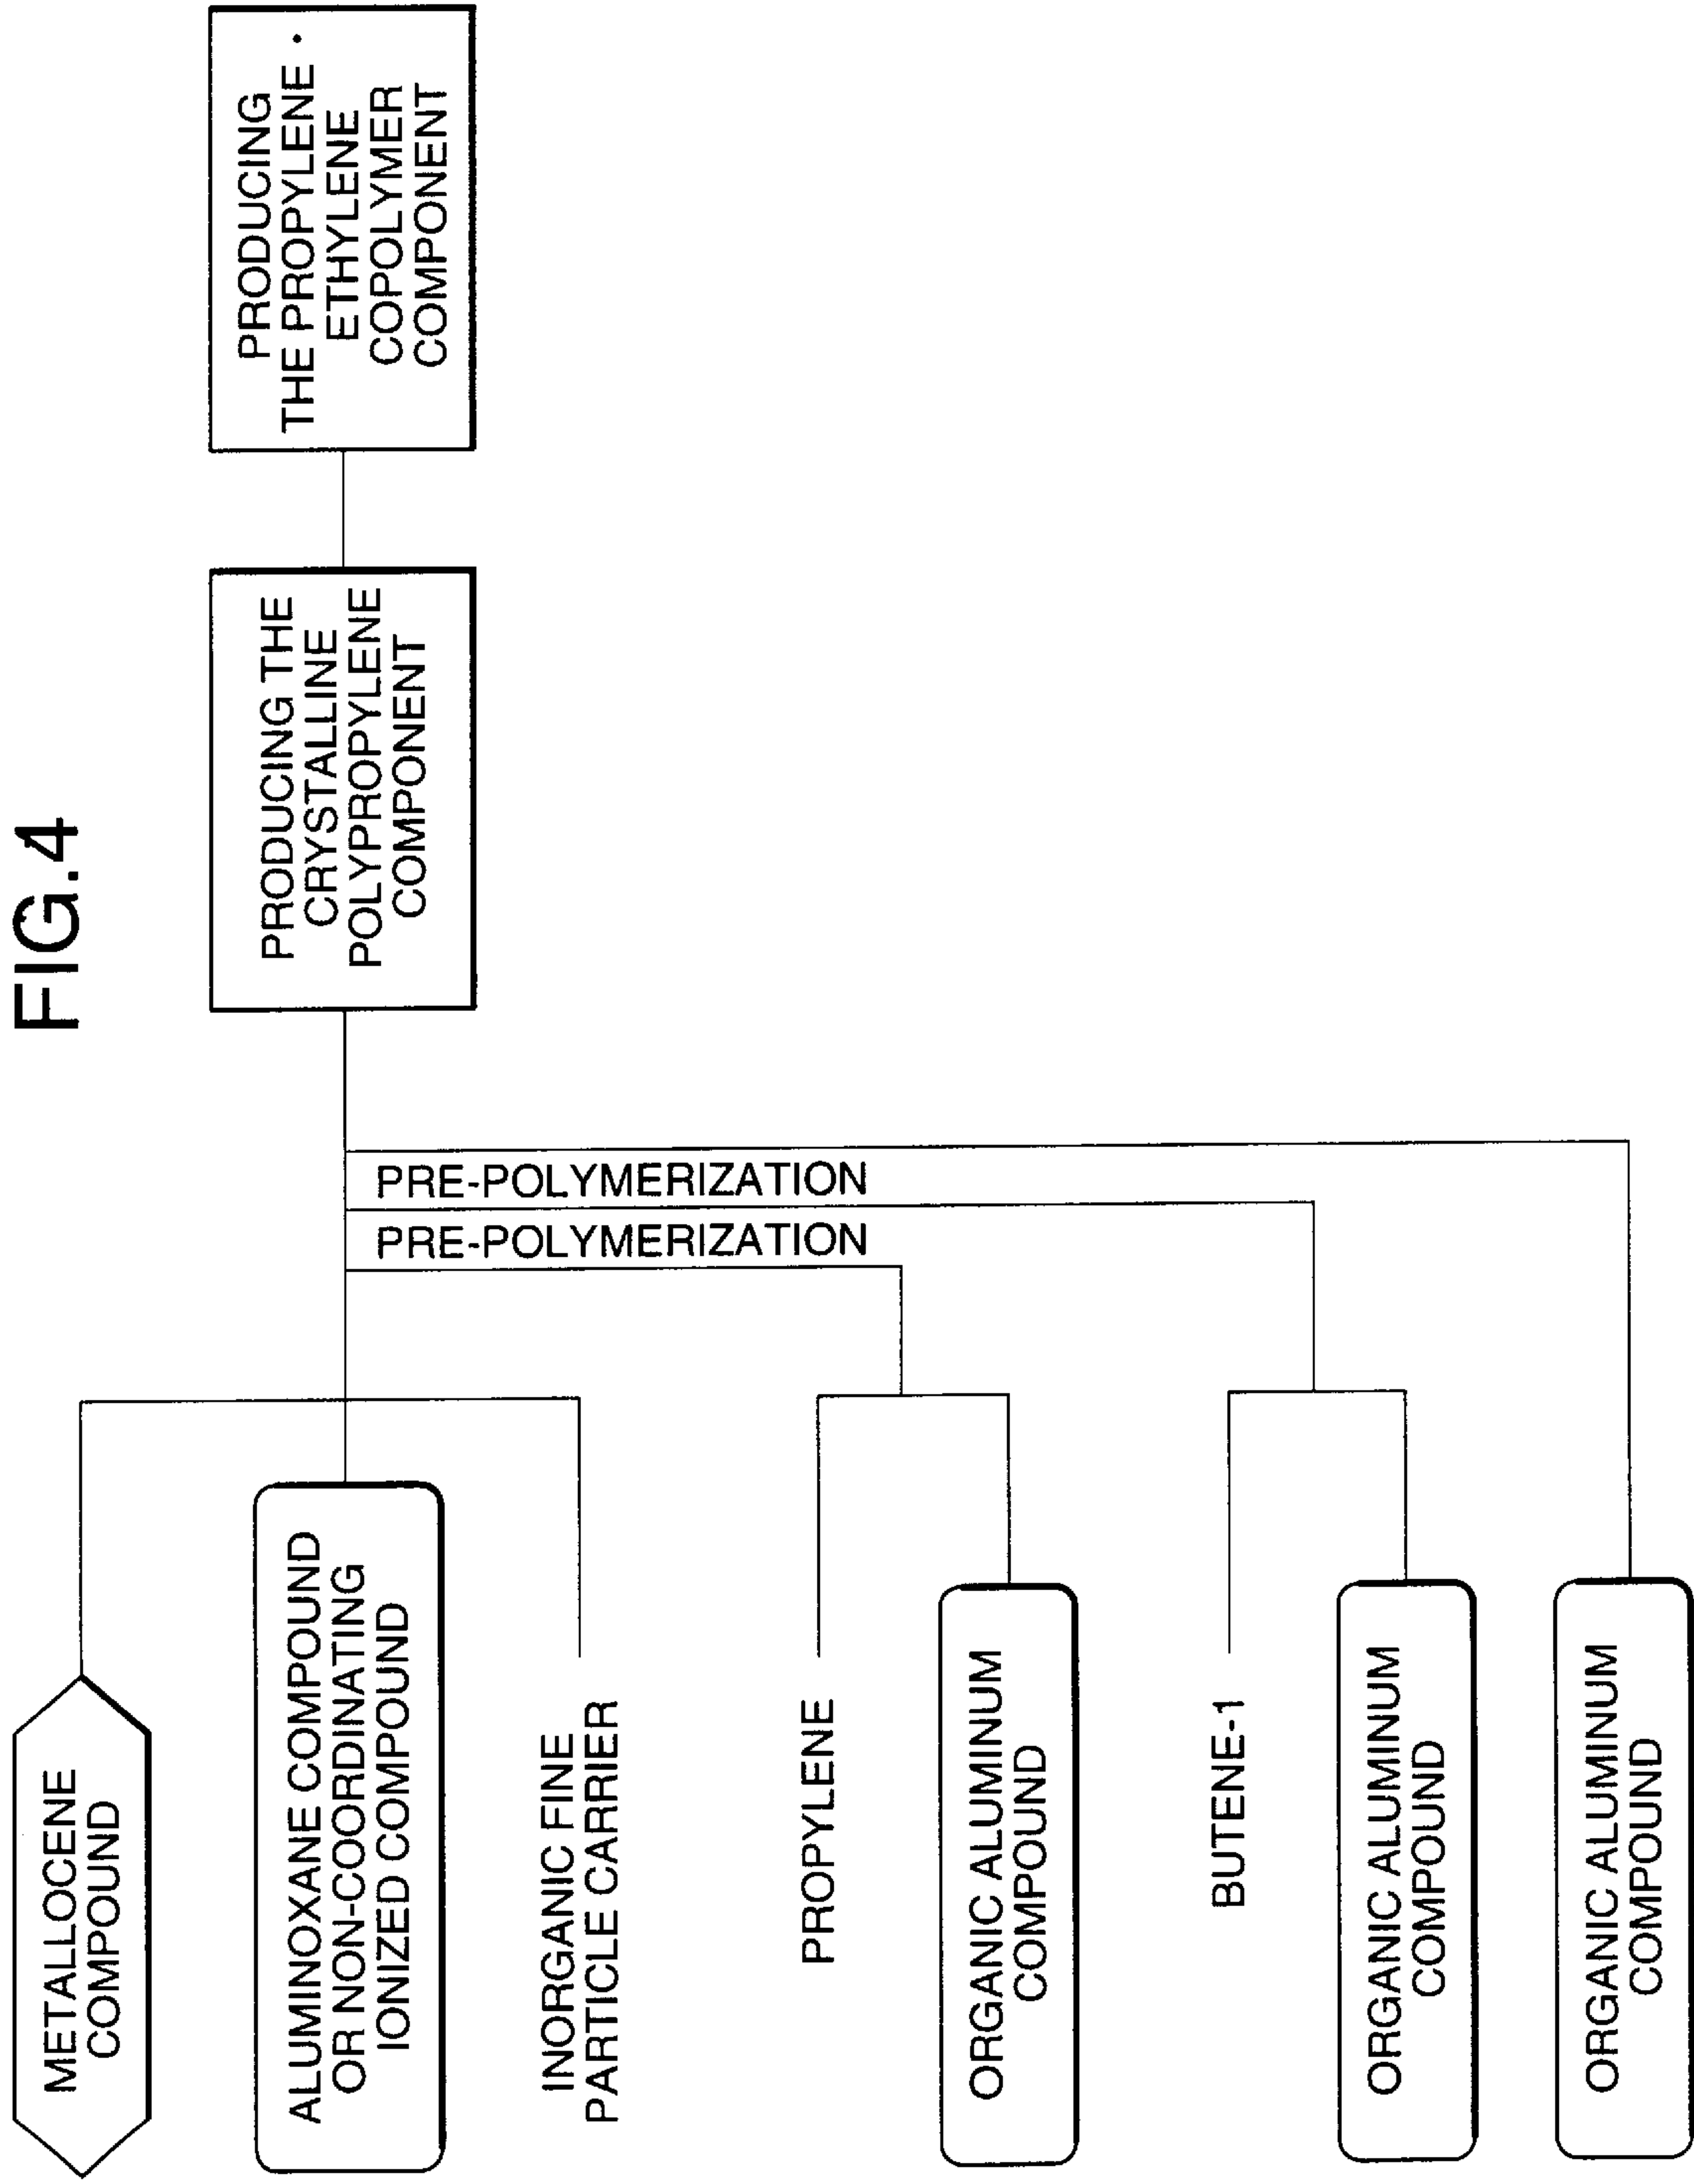 FIG.4
METALLOCENE
COMPOUND
ALUMINOXANE COMPOUND
OR NON-COORDINATING
IONIZED COMPOUND
INORGANIC FINE
PARTICLE CARRIER
PROPYLENE
ORGANIC ALUMINUM
COMPOUND
BUTENE-1
ORGANIC ALUMINUM
COMPOUND
ORGANIC ALUMINUM
COMPOUND
PRE-POLYMERIZATION
PRE-POLYMERIZATION
PRODUCING THE
CRYSTALLINE
POLYPROPYLENE
COMPONENT
PRODUCING
THE PROPYLENE ·
ETHYLENE
COPOLYMER
COMPONENT